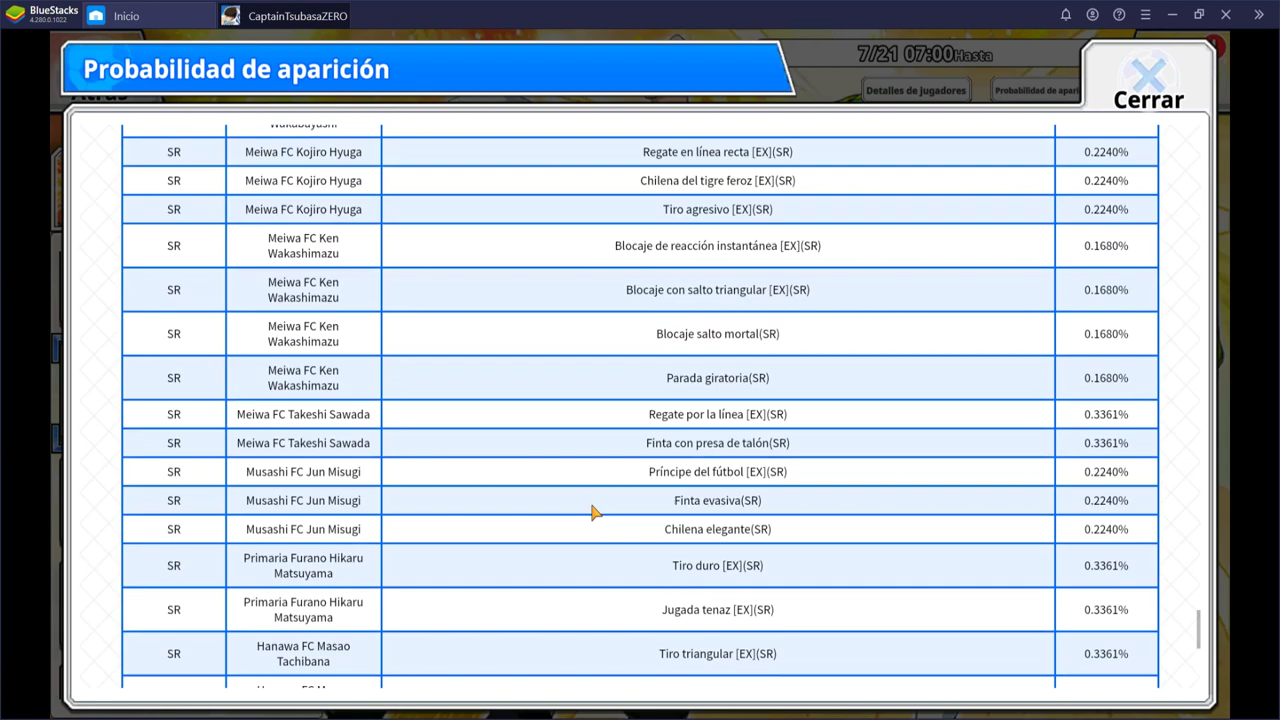 BlueStacks
4.280.0.1022
Inicio
CaptainTsubasaZERO
Probabilidad de aparición
7/21 07:00Hasta
Detalles de jugadores
Probabilidad de apari
Cerrar
Atrás
Wakabayashi
SR Meiwa FC Kojiro Hyuga Regate en línea recta [EX](SR) 0.2240%
SR Meiwa FC Kojiro Hyuga Chilena del tigre feroz [EX](SR) 0.2240%
SR Meiwa FC Kojiro Hyuga Tiro agresivo [EX](SR) 0.2240%
SR Meiwa FC Ken
Wakashimazu Blocaje de reacción instantánea [EX](SR) 0.1680%
SR Meiwa FC Ken
Wakashimazu Blocaje con salto triangular [EX](SR) 0.1680%
SR Meiwa FC Ken
Wakashimazu Blocaje salto mortal(SR) 0.1680%
SR Meiwa FC Ken
Wakashimazu Parada giratoria(SR) 0.1680%
SR Meiwa FC Takeshi Sawada Regate por la línea [EX](SR) 0.3361%
SR Meiwa FC Takeshi Sawada Finta con presa de talón(SR) 0.3361%
SR Musashi FC Jun Misugi Príncipe del fútbol [EX](SR) 0.2240%
SR Musashi FC Jun Misugi Finta evasiva(SR) 0.2240%
SR Musashi FC Jun Misugi Chilena elegante(SR) 0.2240%
SR Primaria Furano Hikaru
Matsuyama Tiro duro [EX](SR) 0.3361%
SR Primaria Furano Hikaru
Matsuyama Jugada tenaz [EX](SR) 0.3361%
SR Hanawa FC Masao
Tachibana Tiro triangular [EX](SR) 0.3361%